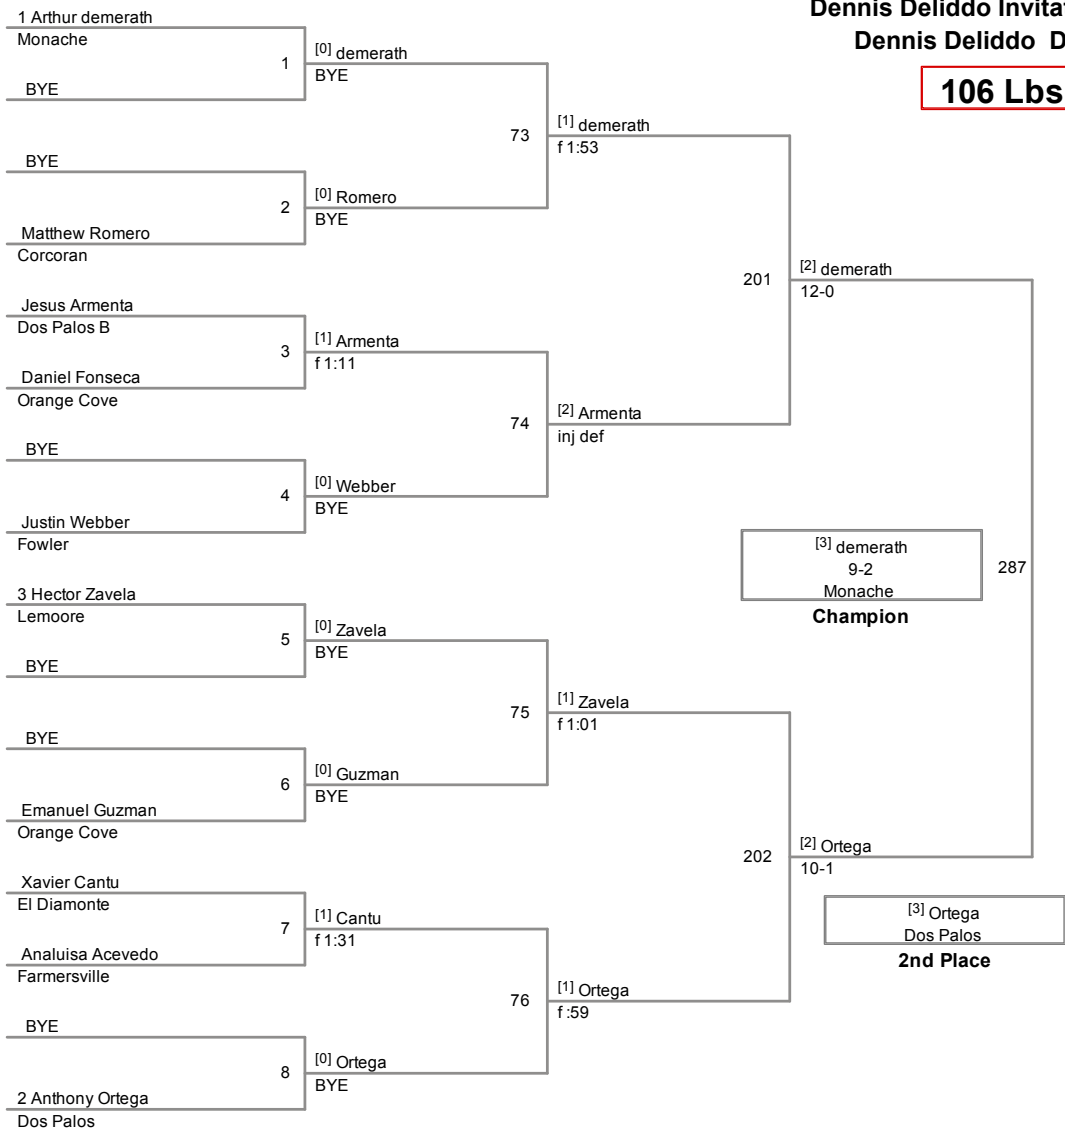 Dennis Deliddo Invita
Dennis Deliddo D
106 Lbs
1 Arthur demerath
Monache
1
BYE
[0] demerath
BYE
BYE
2
Matthew Romero
Corcoran
[0] Romero
BYE
73
[1] demerath
f 1:53
Jesus Armenta
Dos Palos B
3
Daniel Fonseca
Orange Cove
[1] Armenta
f 1:11
BYE
4
Justin Webber
Fowler
[0] Webber
BYE
74
[2] Armenta
inj def
201
[2] demerath
12-0
3 Hector Zavela
Lemoore
5
BYE
[0] Zavela
BYE
BYE
6
Emanuel Guzman
Orange Cove
[0] Guzman
BYE
75
[1] Zavela
f 1:01
Xavier Cantu
El Diamonte
7
Analuisa Acevedo
Farmersville
[1] Cantu
f 1:31
BYE
8
2 Anthony Ortega
Dos Palos
[0] Ortega
BYE
76
[1] Ortega
f :59
202
[2] Ortega
10-1
287
[3] demerath
9-2
Monache
Champion
[3] Ortega
Dos Palos
2nd Place